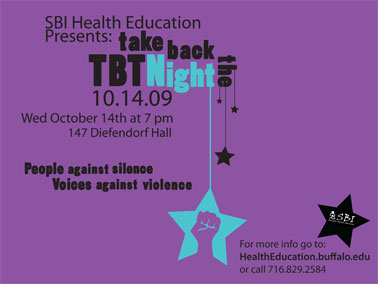 SBI Health Education
Presents: take back the
TBTNight
10.14.09
Wed October 14th at 7 pm
147 Diefendorf Hall
People against silence
Voices against violence
SBI
For more info go to:
HealthEducation.buffalo.edu
or call 716.829.2584